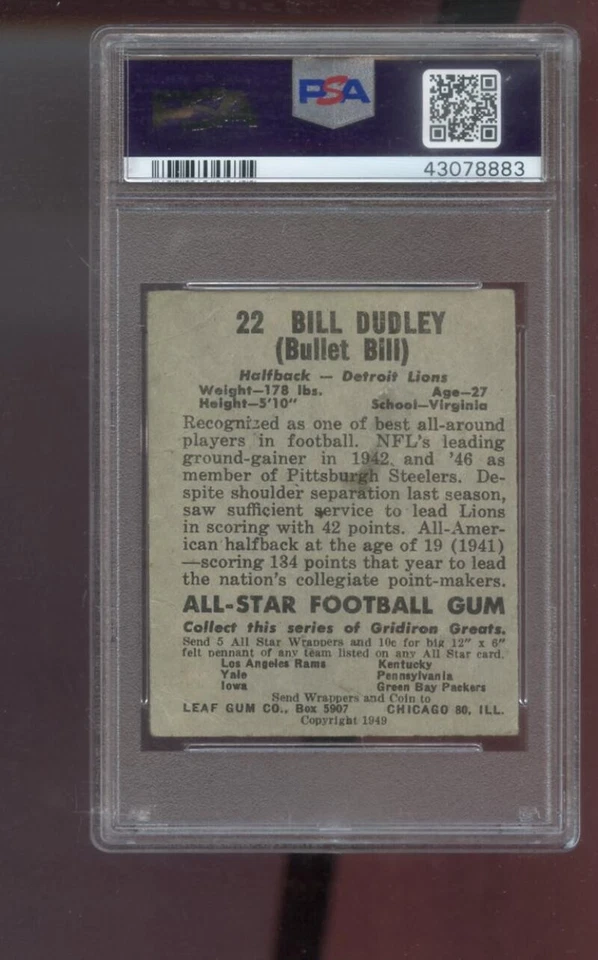 PSA
PSA
43078883
22 BILL DUDLEY
(Bullet Bill)
Halfback — Detroit Lions
Weight—178 lbs. Age—27
Height—5'10" School—Virginia
Recognized as one of best all-around
players in football. NFL's leading
ground-gainer in 1942 and '46 as
member of Pittsburgh Steelers. De-
spite shoulder separation last season,
saw sufficient service to lead Lions
in scoring with 42 points. All-Amer-
ican halfback at the age of 19 (1941)
—scoring 134 points that year to lead
the nation's collegiate point-makers.
ALL-STAR FOOTBALL GUM
Collect this series of Gridiron Greats.
Send 5 All Star Wrappers and 10c for big 12" x 6"
felt pennant of any team listed on any All Star card.
Los Angeles Rams Kentucky
Yale Pennsylvania
Iowa Green Bay Packers
Send Wrappers and Coin to
LEAF GUM CO., Box 5907 CHICAGO 80, ILL.
Copyright 1949